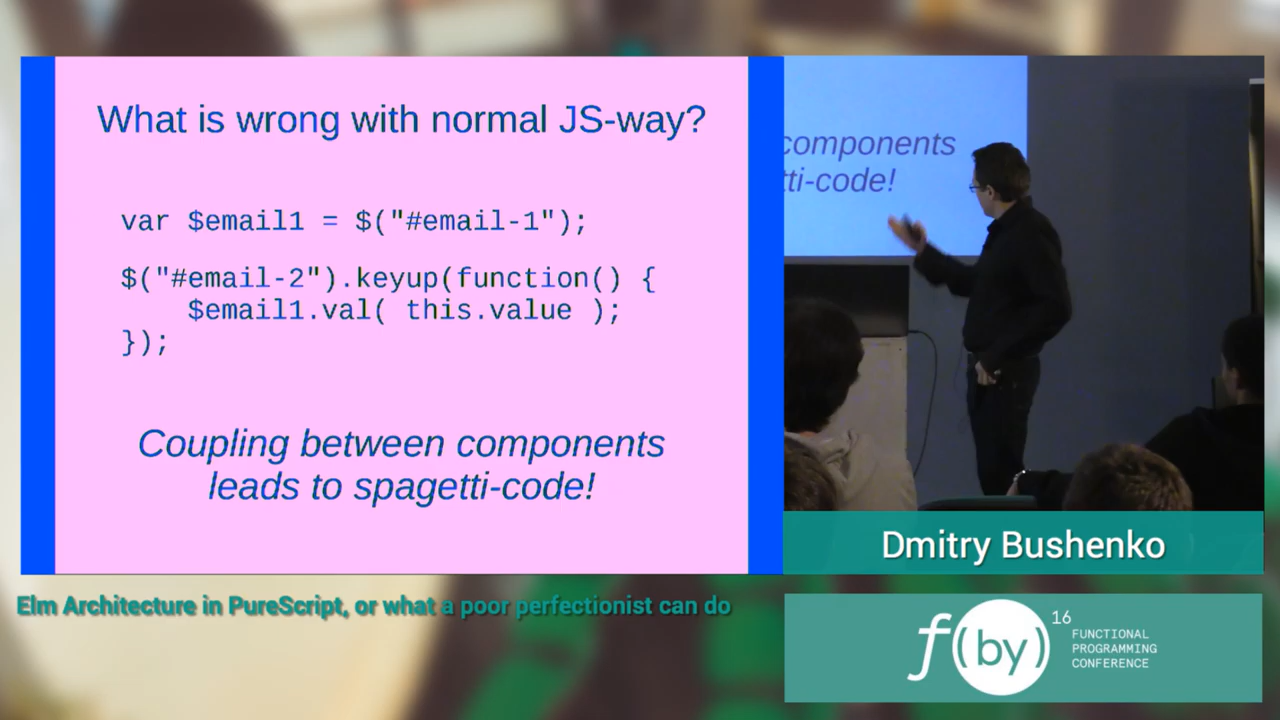 What is wrong with normal JS-way?
var $email1 = $("#email-1");
$("#email-2").keyup(function() {
    $email1.val( this.value );
});
Coupling between components
leads to spagetti-code!
components
tti-code!
Dmitry Bushenko
Elm Architecture in PureScript, or what a poor perfectionist can do
f(by)16
FUNCTIONAL
PROGRAMMING
CONFERENCE